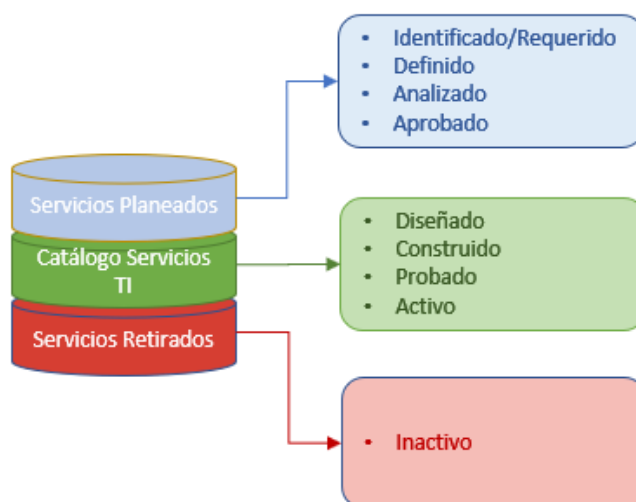 • Identificado/Requerido
• Definido
• Analizado
• Aprobado
Servicios Planeados
Catálogo Servicios
TI
Servicios Retirados
• Diseñado
• Construido
• Probado
• Activo
• Inactivo